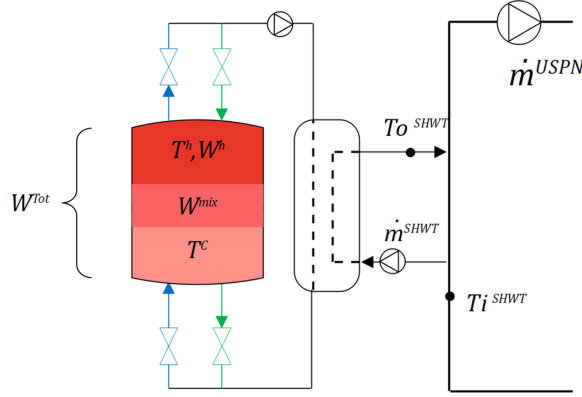 ṁ^USPN
To^SHWT
T^h,W^h
W^Tot
W^mix
ṁ^SHWT
T^C
Ti^SHWT